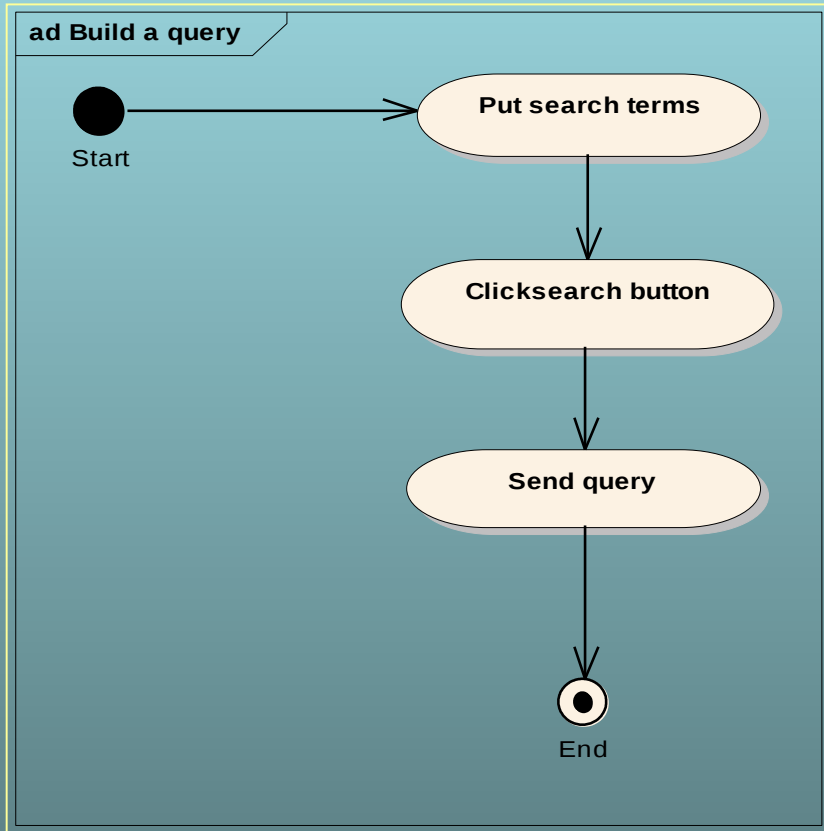 ad Build a query
Put search terms
Start
Clicksearch button
Send query
End